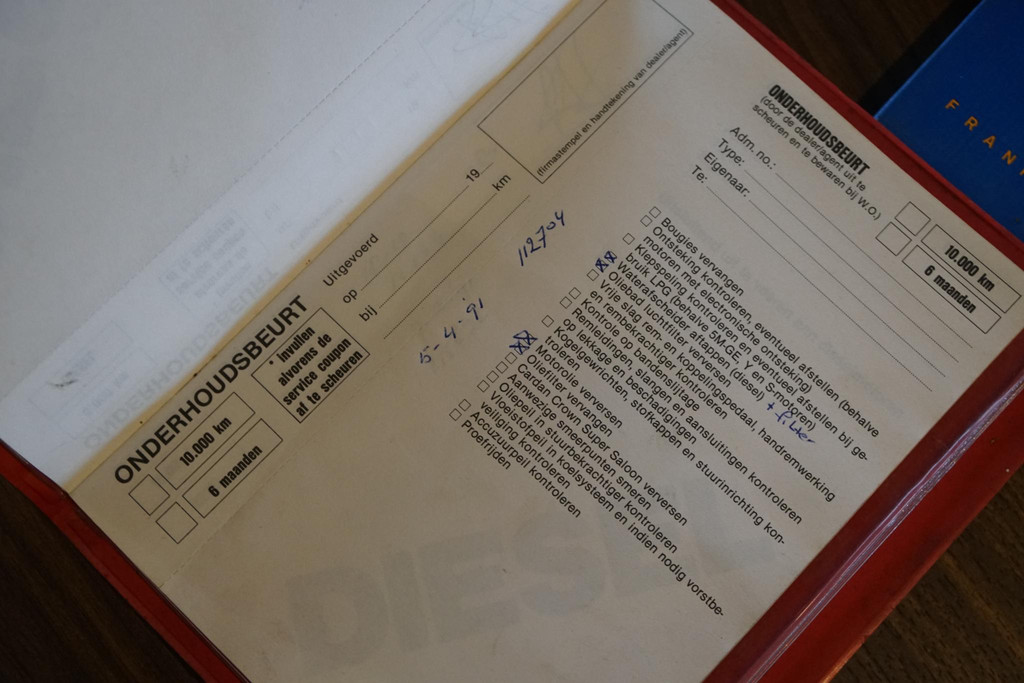 ONDERHOUDSBEURT
10.000 km
6 maanden
* invullen
alvorens de
service coupon
af te scheuren
Uitgevoerd
op 19
bij km
(firmastempel en handtekening van dealer/agent)
5-4-91
112704
ONDERHOUDSBEURT
(door de dealer/agent uit te
scheuren en te bewaren bij W.O.)
10.000 km
6 maanden
Adm. no.:
Type:
Eigenaar:
Te:
Bougies vervangen
Ontsteking kontroleren, eventueel afstellen (behalve
motoren met electronische ontsteking)
Klepspeling kontroleren en eventueel afstellen bij ge-
bruik LPG (behalve 5M-GE, Y en S-motoren)
Waterafscheider aftappen (diesel) + filter
Oliebad luchtfilter verversen
Vrije slag rem- en koppelingspedaal, handremwerking
en rembekrachtiger kontroleren
Kontrole op bandenslijtage
Remleidingen, slangen en aansluitingen kontroleren
op lekkage en beschadigingen
Kogelgewrichten, stofkappen en stuurinrichting kon-
troleren
Motorolie verversen
Oliefilter vervangen
Cardan Crown Super Saloon verversen
Aanwezige smeerpunten smeren
Oliepeil in stuurbekrachtiger kontroleren
Vloeistofpeil in koelsysteem en indien nodig vorstbe-
veiliging kontroleren
Accuzuurpeil kontroleren
Proefrijden
DIESEL
FRAN